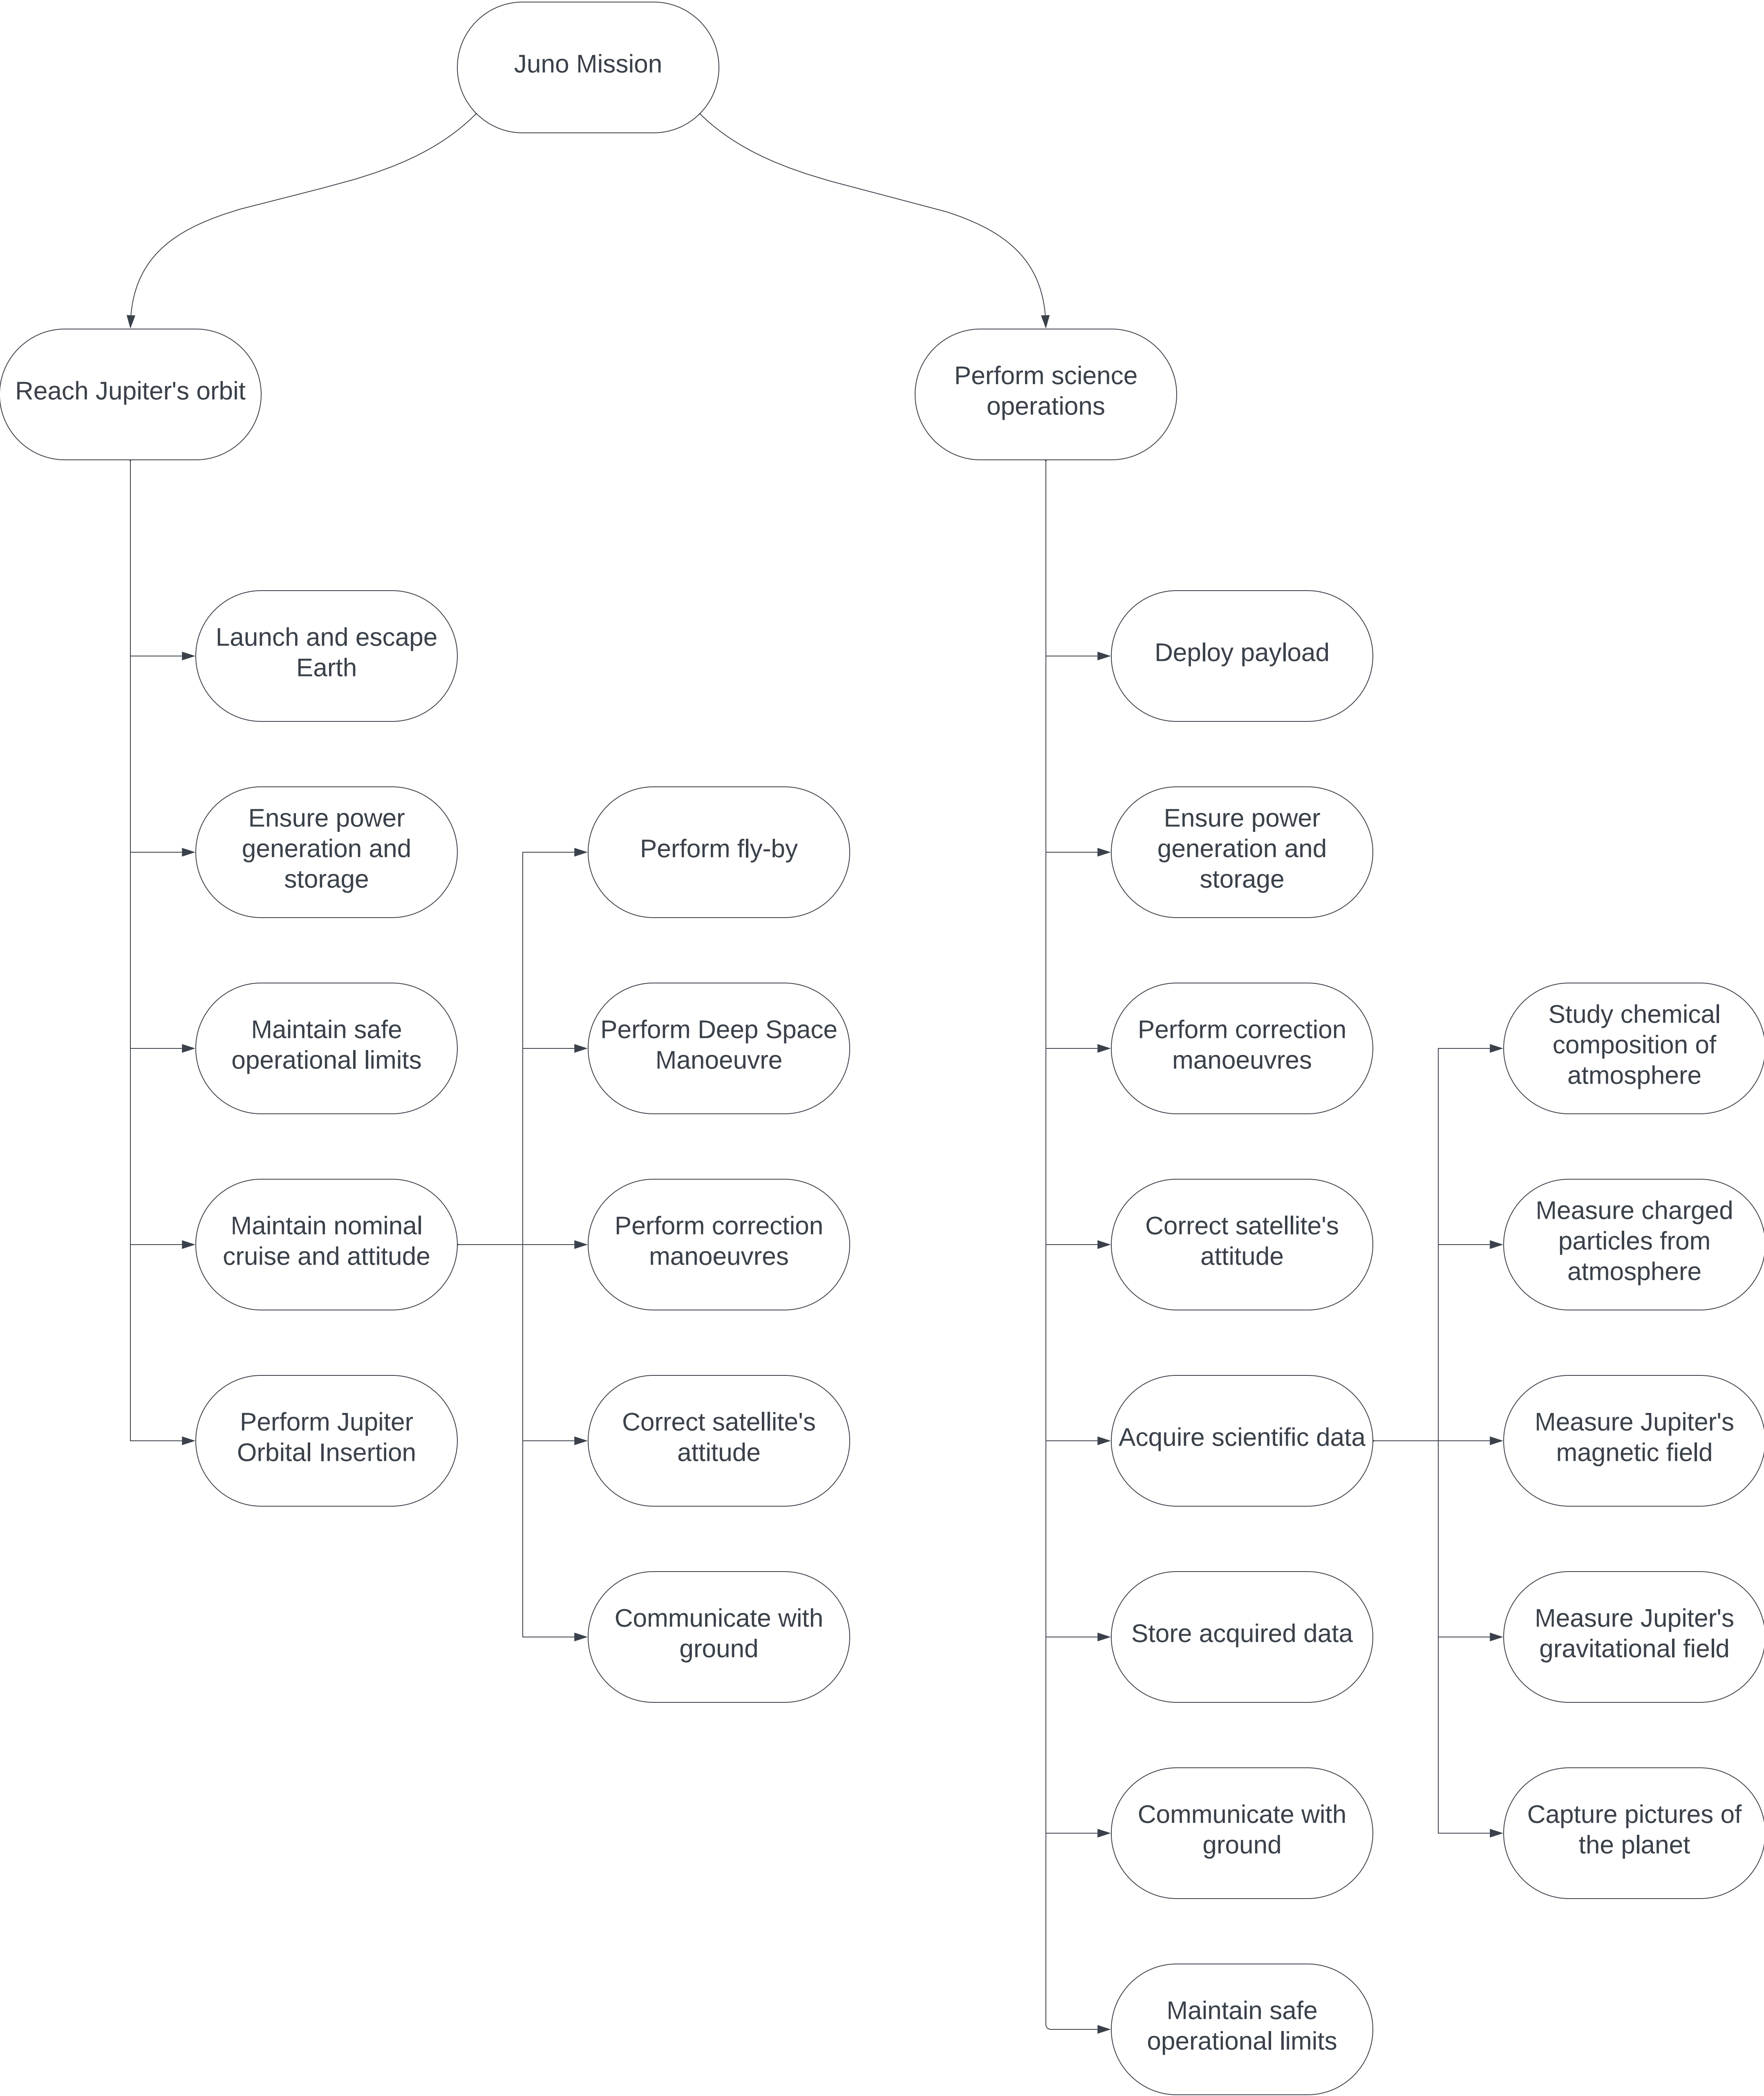 Juno Mission
Reach Jupiter's orbit
Perform science
operations
Launch and escape
Earth
Ensure power
generation and
storage
Maintain safe
operational limits
Maintain nominal
cruise and attitude
Perform Jupiter
Orbital Insertion
Perform fly-by
Perform Deep Space
Manoeuvre
Perform correction
manoeuvres
Correct satellite's
attitude
Communicate with
ground
Deploy payload
Ensure power
generation and
storage
Perform correction
manoeuvres
Correct satellite's
attitude
Acquire scientific data
Store acquired data
Communicate with
ground
Maintain safe
operational limits
Study chemical
composition of
atmosphere
Measure charged
particles from
atmosphere
Measure Jupiter's
magnetic field
Measure Jupiter's
gravitational field
Capture pictures of
the planet